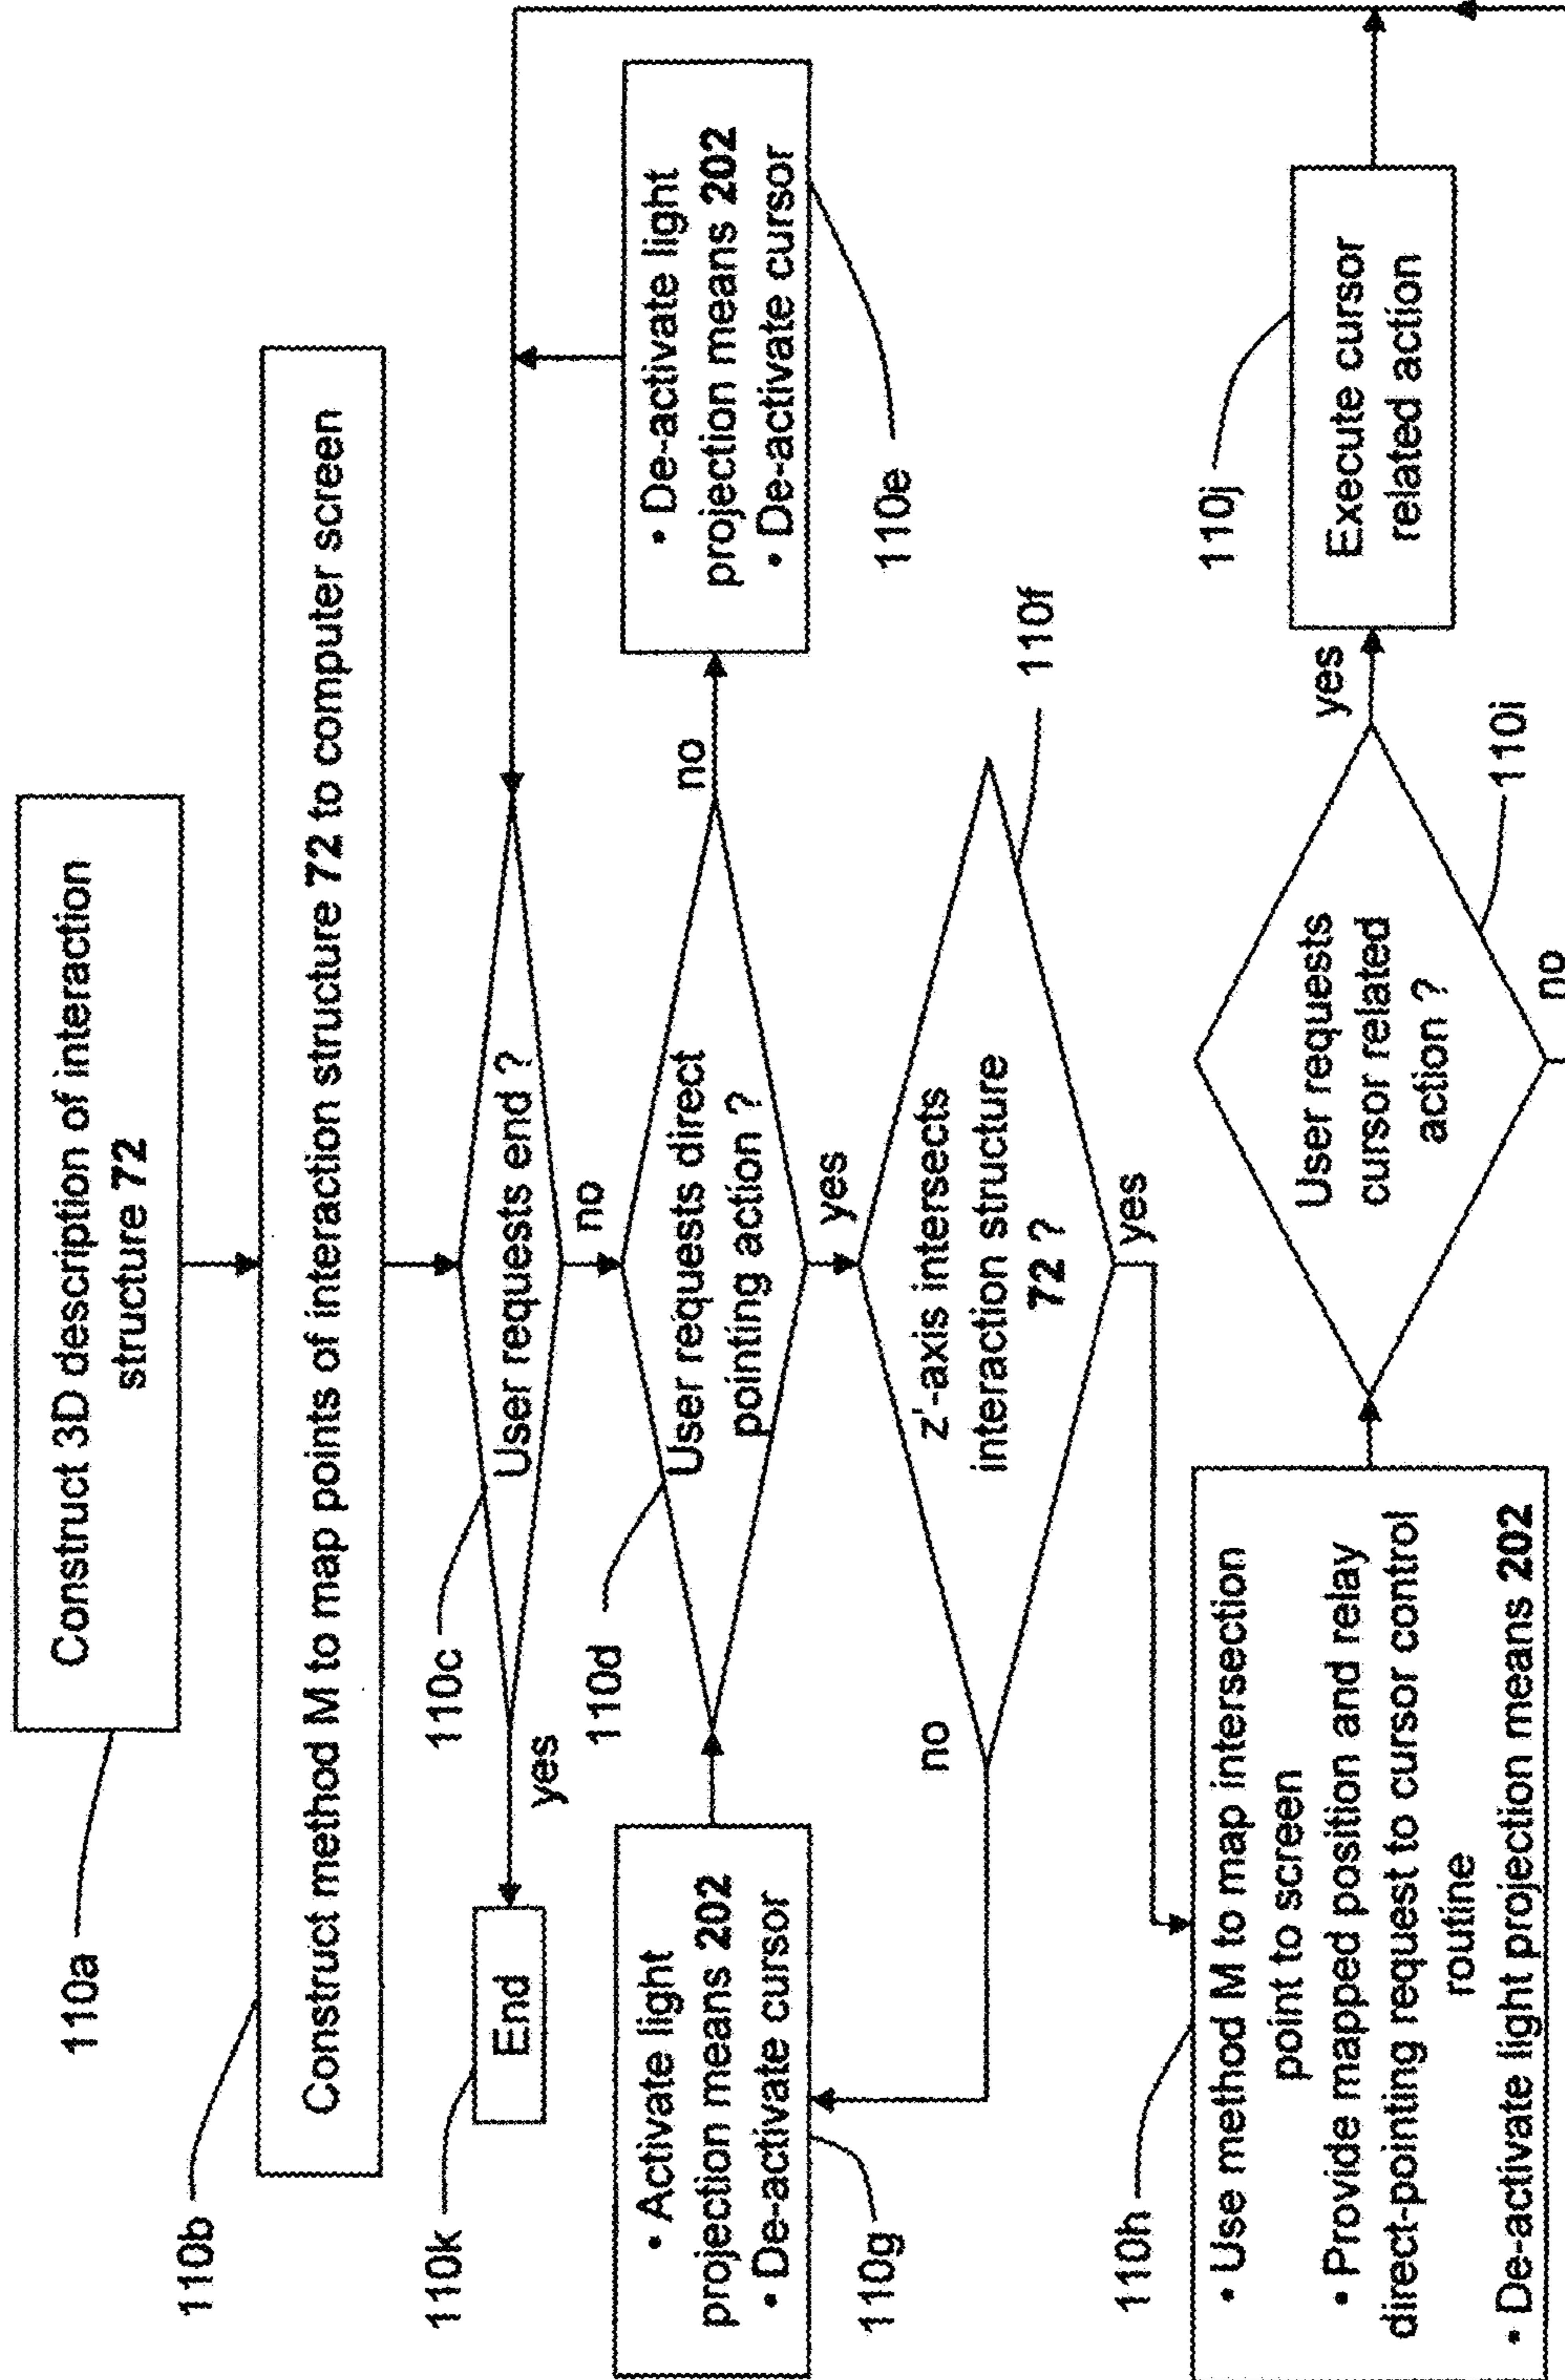 110a
Construct 3D description of interaction
structure 72
110b
Construct method M to map points of interaction structure 72 to computer screen
110c
User requests end ?
yes
no
110k
End
110d
User requests direct
pointing action ?
no
yes
• De-activate light
projection means 202
• De-activate cursor
110e
• Activate light
projection means 202
• De-activate cursor
110g
z'-axis intersects
interaction structure
72 ?
110f
no
yes
110h
• Use method M to map intersection
point to screen
• Provide mapped position and relay
direct-pointing request to cursor control
routine
• De-activate light projection means 202
User requests
cursor related
action ?
110i
yes
no
110j
Execute cursor
related action